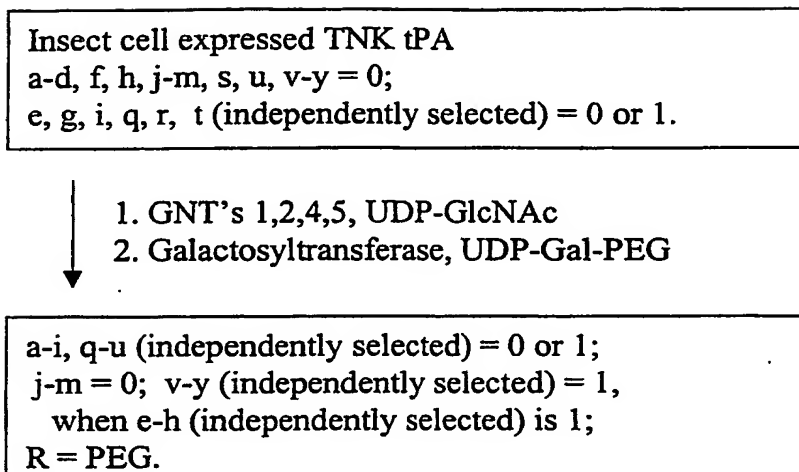 Insect cell expressed TNK tPA
a-d, f, h, j-m, s, u, v-y = 0;
e, g, i, q, r, t (independently selected) = 0 or 1.
1. GNT's 1,2,4,5, UDP-GlcNAc
2. Galactosyltransferase, UDP-Gal-PEG
a-i, q-u (independently selected) = 0 or 1;
j-m = 0; v-y (independently selected) = 1,
when e-h (independently selected) is 1;
R = PEG.